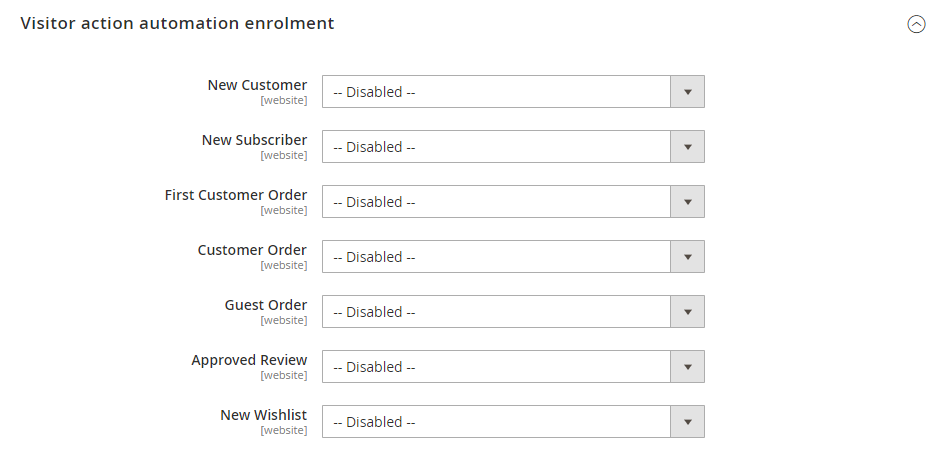 Visitor action automation enrolment
New Customer
-- Disabled --
[website]
New Subscriber
-- Disabled --
[website]
First Customer Order
-- Disabled --
[website]
Customer Order
-- Disabled --
[website]
Guest Order
-- Disabled --
[website]
Approved Review
-- Disabled --
[website]
New Wishlist
-- Disabled --
[website]